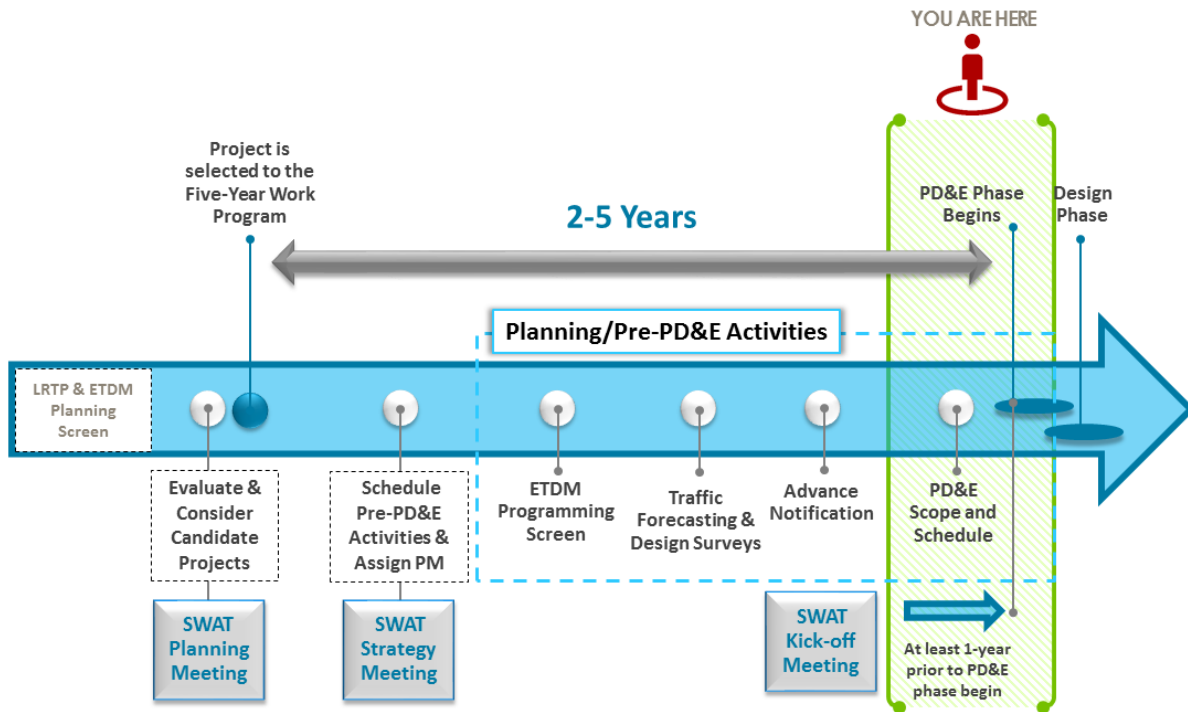 YOU ARE HERE
Project is
selected to the
Five-Year Work
Program
2-5 Years
PD&E Phase
Begins
Design
Phase
Planning/Pre-PD&E Activities
LRTP & ETDM
Planning
Screen
Evaluate &
Consider
Candidate
Projects
Schedule
Pre-PD&E
Activities &
Assign PM
ETDM
Programming
Screen
Traffic
Forecasting &
Design Surveys
Advance
Notification
PD&E
Scope and
Schedule
SWAT
Planning
Meeting
SWAT
Strategy
Meeting
SWAT
Kick-off
Meeting
At least 1-year
prior to PD&E
phase begin